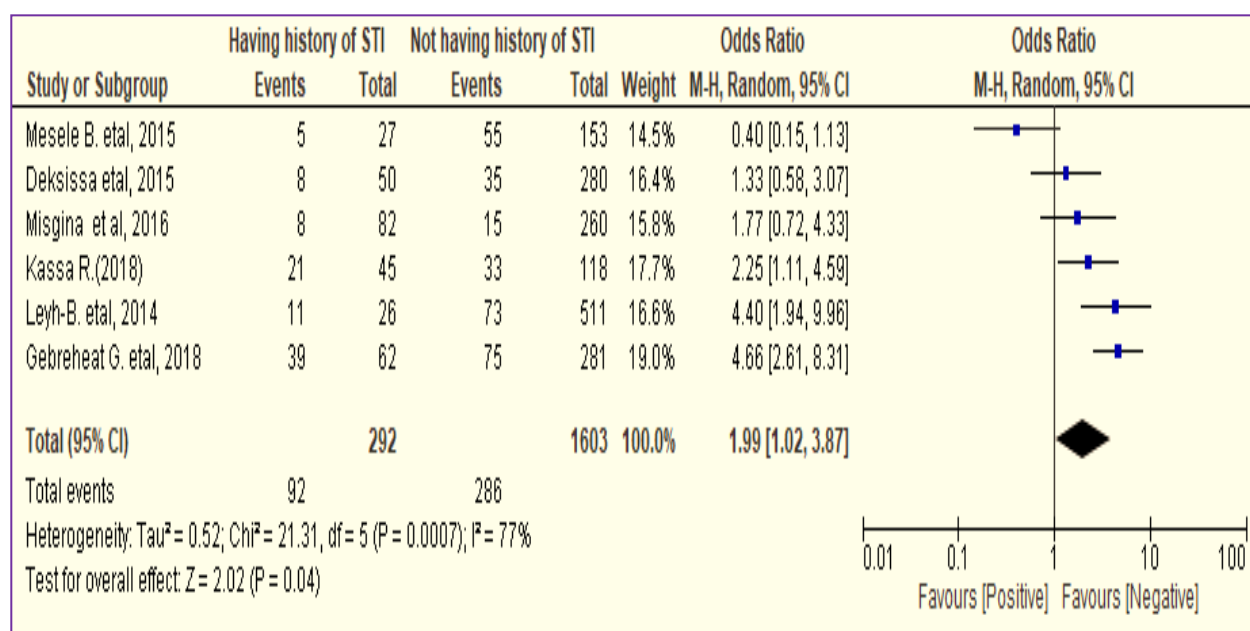 Having history of STI Not having history of STI Odds Ratio Odds Ratio
Study or Subgroup Events Total Events Total Weight M-H, Random, 95% CI M-H, Random, 95% CI
Mesele B. etal, 2015 5 27 55 153 14.5% 0.40 [0.15, 1.13]
Deksissa etal, 2015 8 50 35 280 16.4% 1.33 [0.58, 3.07]
Misgina et al, 2016 8 82 15 260 15.8% 1.77 [0.72, 4.33]
Kassa R.(2018) 21 45 33 118 17.7% 2.25 [1.11, 4.59]
Leyh-B. etal, 2014 11 26 73 511 16.6% 4.40 [1.94, 9.96]
Gebreheat G. etal, 2018 39 62 75 281 19.0% 4.66 [2.61, 8.31]
Total (95% CI) 292 1603 100.0% 1.99 [1.02, 3.87]
Total events 92 286
Heterogeneity: Tau² = 0.52; Chi² = 21.31, df = 5 (P = 0.0007); I² = 77%
Test for overall effect: Z = 2.02 (P = 0.04)
0.01 0.1 1 10 100
Favours [Positive] Favours [Negative]